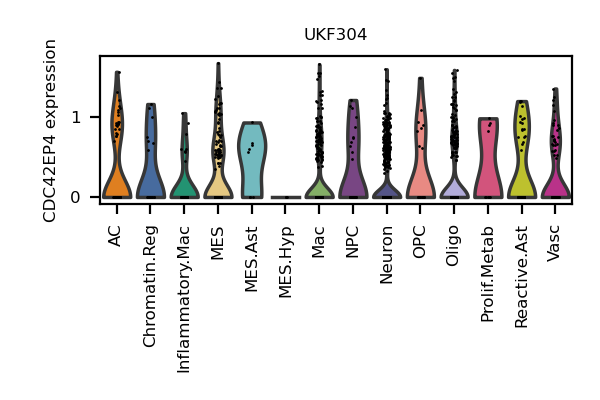 UKF304
CDC42EP4 expression
1
0
AC
Chromatin.Reg
Inflammatory.Mac
MES
MES.Ast
MES.Hyp
Mac
NPC
Neuron
OPC
Oligo
Prolif.Metab
Reactive.Ast
Vasc